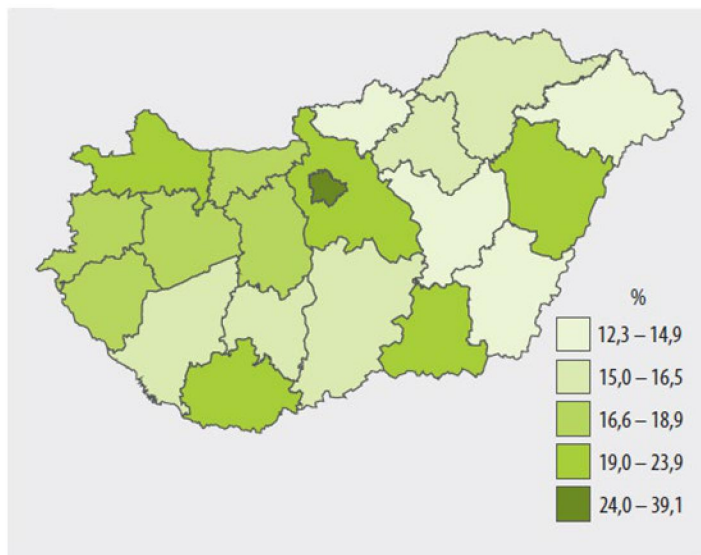 %
12,3 – 14,9
15,0 – 16,5
16,6 – 18,9
19,0 – 23,9
24,0 – 39,1